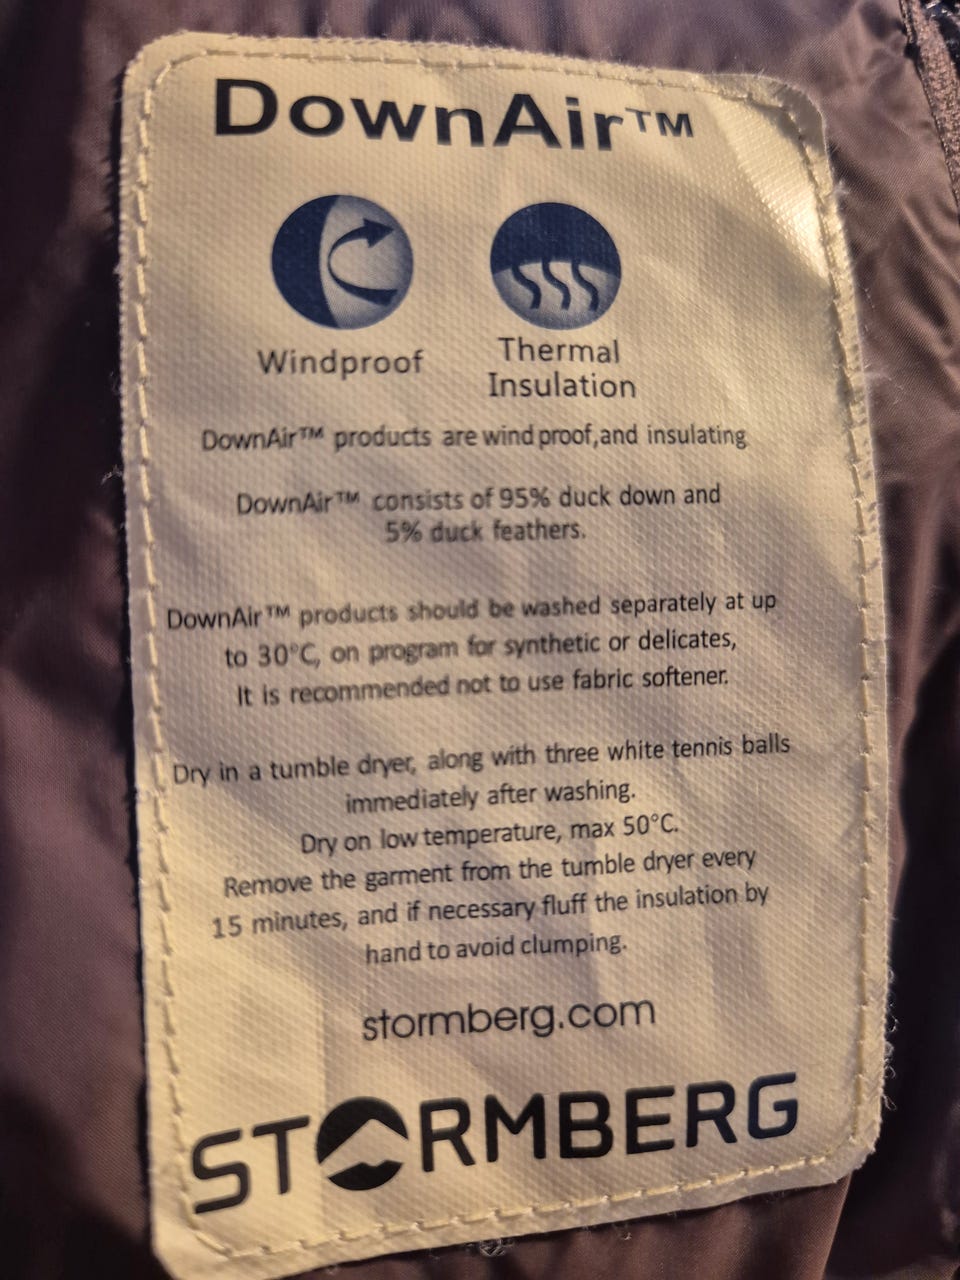 DownAir™
Windproof
Thermal
Insulation
DownAir™ products are wind proof,and insulating
DownAir™ consists of 95% duck down and
5% duck feathers.
DownAir™ products should be washed separately at up
to 30°C, on program for synthetic or delicates,
It is recommended not to use fabric softener.
Dry in a tumble dryer, along with three white tennis balls
immediately after washing.
Dry on low temperature, max 50°C.
Remove the garment from the tumble dryer every
15 minutes, and if necessary fluff the insulation by
hand to avoid clumping.
stormberg.com
STORMBERG